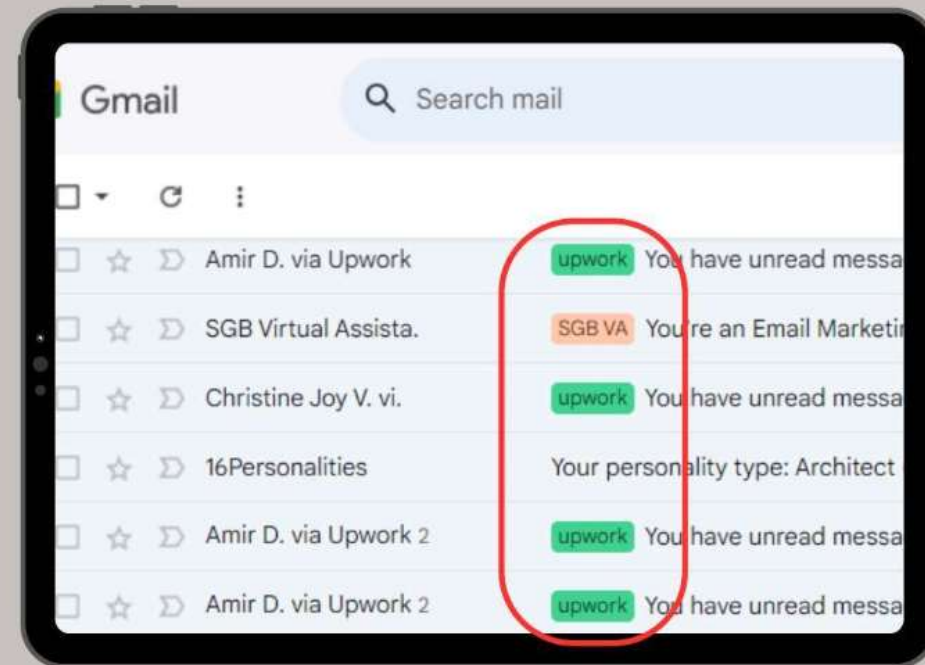 Gmail
Search mail
Amir D. via Upwork upwork You have unread messa
SGB Virtual Assista. SGB VA You're an Email Marketin
Christine Joy V. vi. upwork You have unread messa
16Personalities Your personality type: Architect
Amir D. via Upwork 2 upwork You have unread messa
Amir D. via Upwork 2 upwork You have unread messa